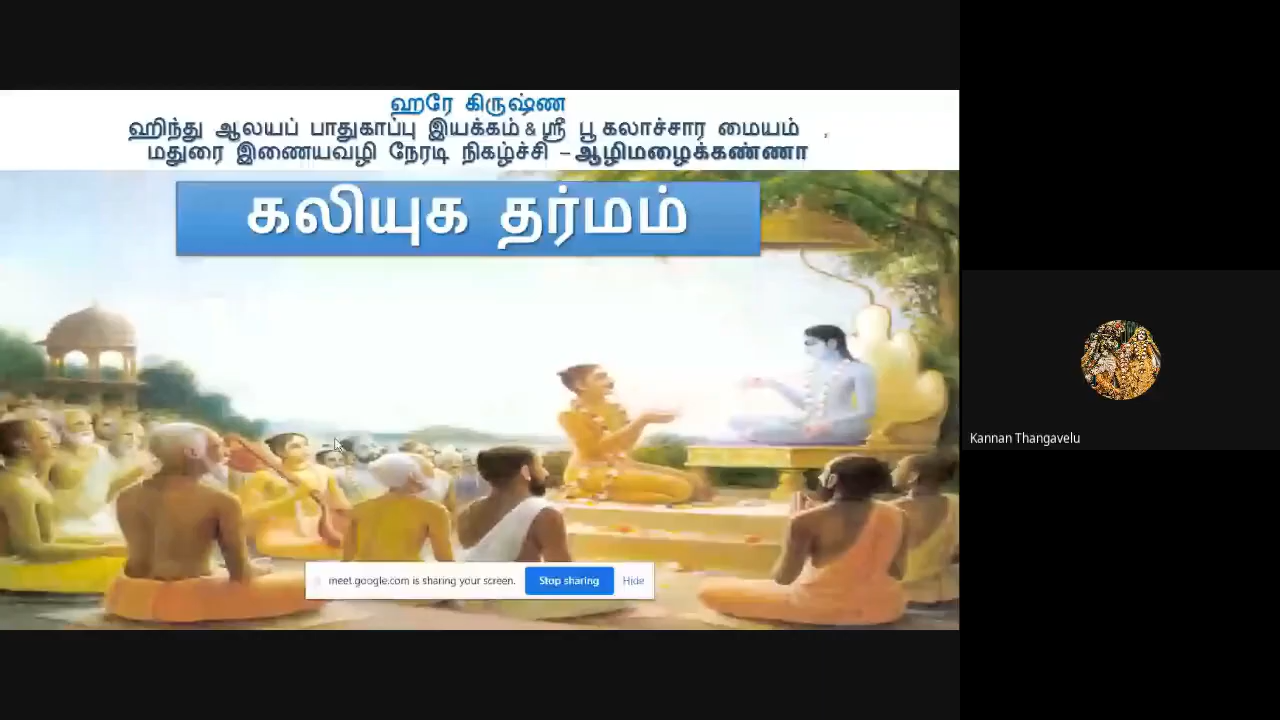 ஹரே கிருஷ்ண
ஹிந்து ஆலயப் பாதுகாப்பு இயக்கம் & ஸ்ரீ பூ கலாச்சார மையம் ,
மதுரை இணையவழி நேரடி நிகழ்ச்சி – ஆழிமழைக்கண்ணா
கலியுக தர்மம்
meet.google.com is sharing your screen. Stop sharing Hide
Kannan Thangavelu